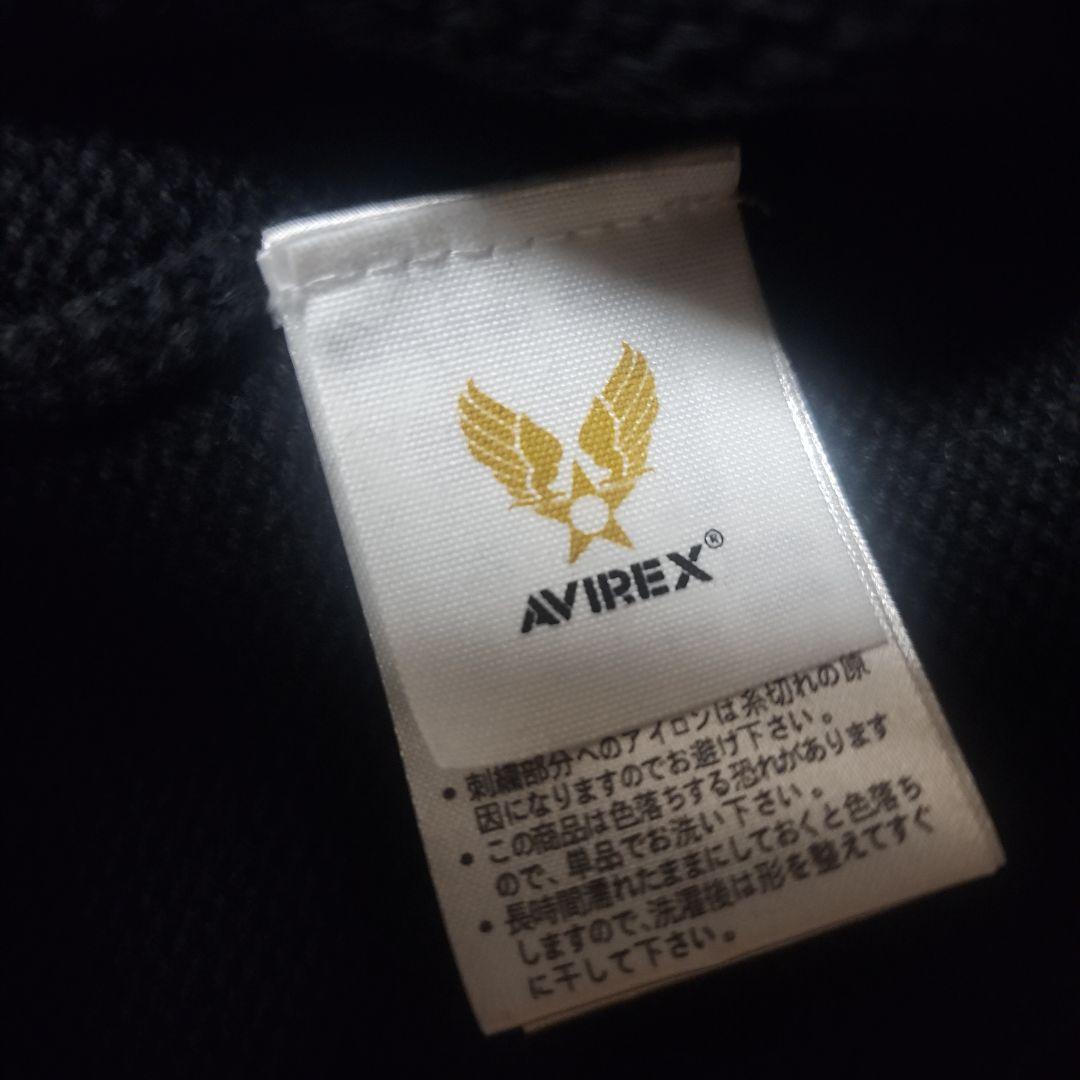 AVIREX®
• 刺繍部分へのアイロンは糸切れの原
因になりますのでお避け下さい。
• この商品は色落ちする恐れがあります
ので、単品でお洗い下さい。
• 長時間濡れたままにしておくと色落ち
しますので、洗濯後は形を整えてすぐ
に干して下さい。